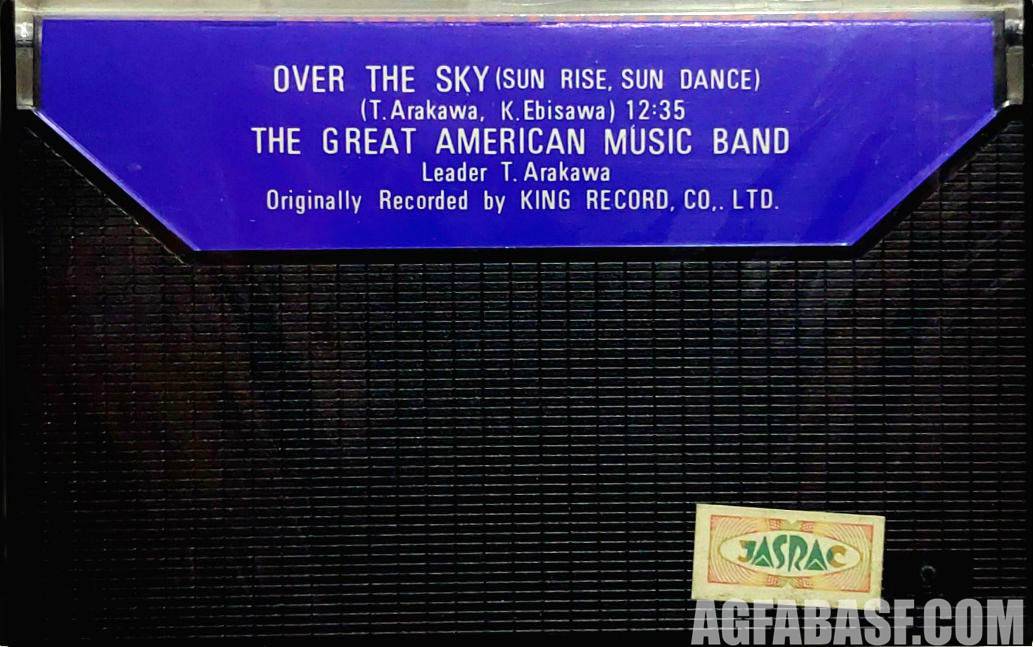 OVER THE SKY (SUN RISE, SUN DANCE)
(T. Arakawa, K. Ebisawa) 12:35
THE GREAT AMERICAN MUSIC BAND
Leader T. Arakawa
Originally Recorded by KING RECORD, CO,. LTD.
JASRAC
AGFABASF.COM